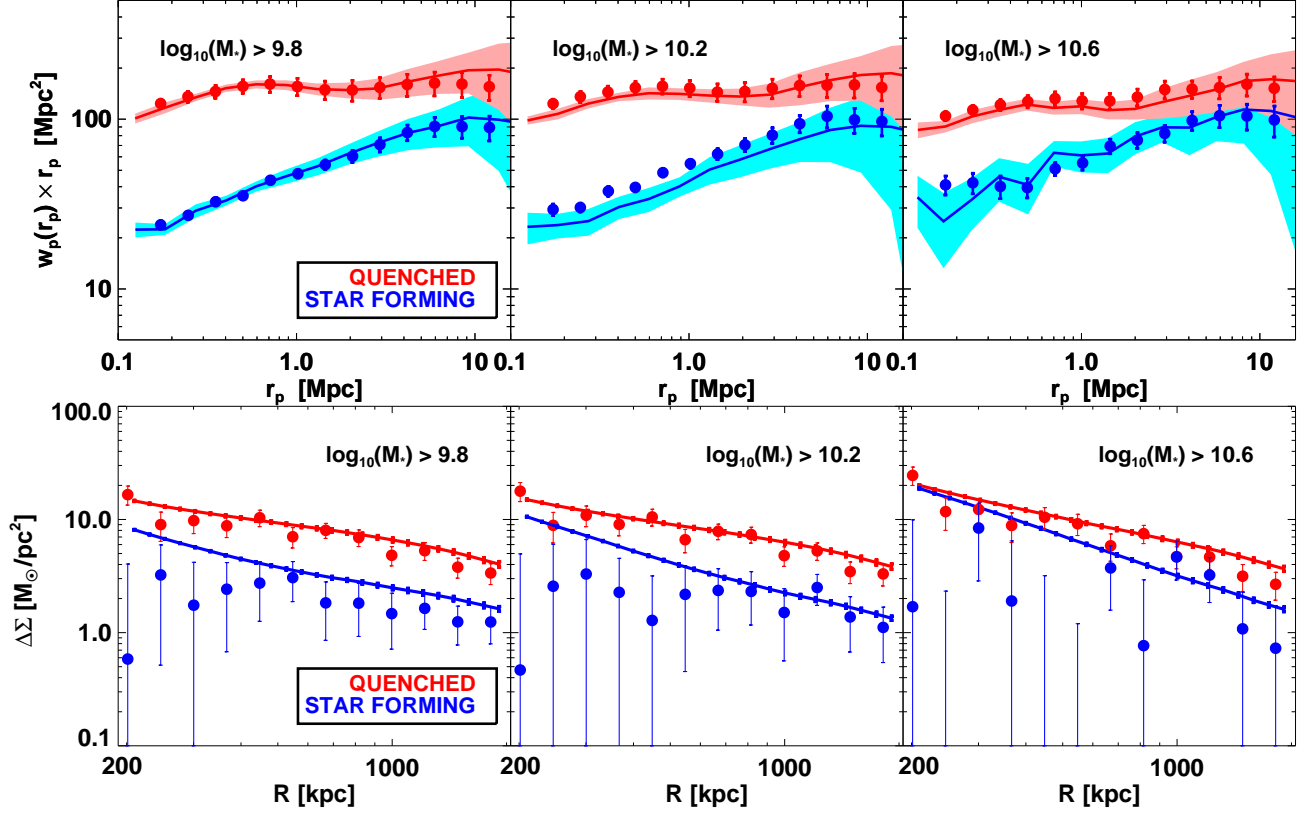 log₁₀(M*) > 9.8
log₁₀(M*) > 10.2
log₁₀(M*) > 10.6
100
10
wₚ(rₚ) × rₚ [Mpc²]
QUENCHED
STAR FORMING
0.1 1.0 10
0.1 1.0 10
0.1 1.0 10
rₚ [Mpc]
rₚ [Mpc]
rₚ [Mpc]
100.0
10.0
1.0
0.1
ΔΣ [M⊙/pc²]
log₁₀(M*) > 9.8
log₁₀(M*) > 10.2
log₁₀(M*) > 10.6
QUENCHED
STAR FORMING
200 1000
200 1000
200 1000
R [kpc]
R [kpc]
R [kpc]